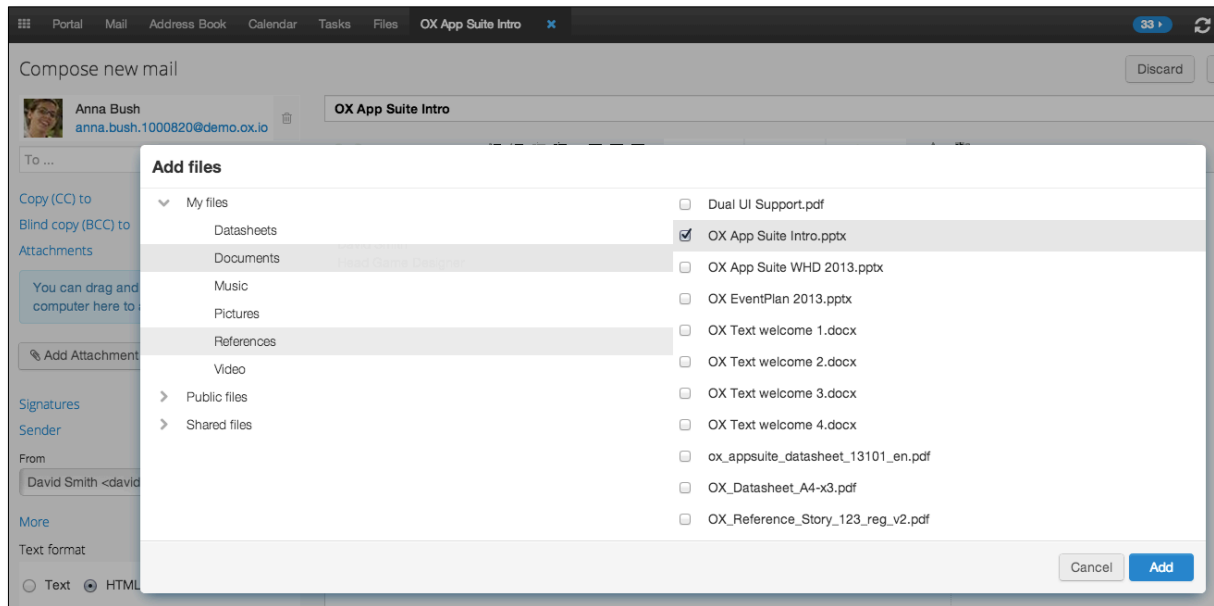 Portal Mail Address Book Calendar Tasks Files OX App Suite Intro × 33
Compose new mail
Discard
Anna Bush
anna.bush.1000820@demo.ox.io
OX App Suite Intro
To ...
Copy (CC) to
Blind copy (BCC) to
Attachments
You can drag and
computer here to
Add Attachment
Signatures
Sender
From
David Smith <david
More
Text format
Text HTML
Add files
My files
Datasheets
Documents
Music
Pictures
References
Video
Public files
Shared files
Head Game Designer
Dual UI Support.pdf
OX App Suite Intro.pptx
OX App Suite WHD 2013.pptx
OX EventPlan 2013.pptx
OX Text welcome 1.docx
OX Text welcome 2.docx
OX Text welcome 3.docx
OX Text welcome 4.docx
ox_appsuite_datasheet_13101_en.pdf
OX_Datasheet_A4-x3.pdf
OX_Reference_Story_123_reg_v2.pdf
Cancel Add